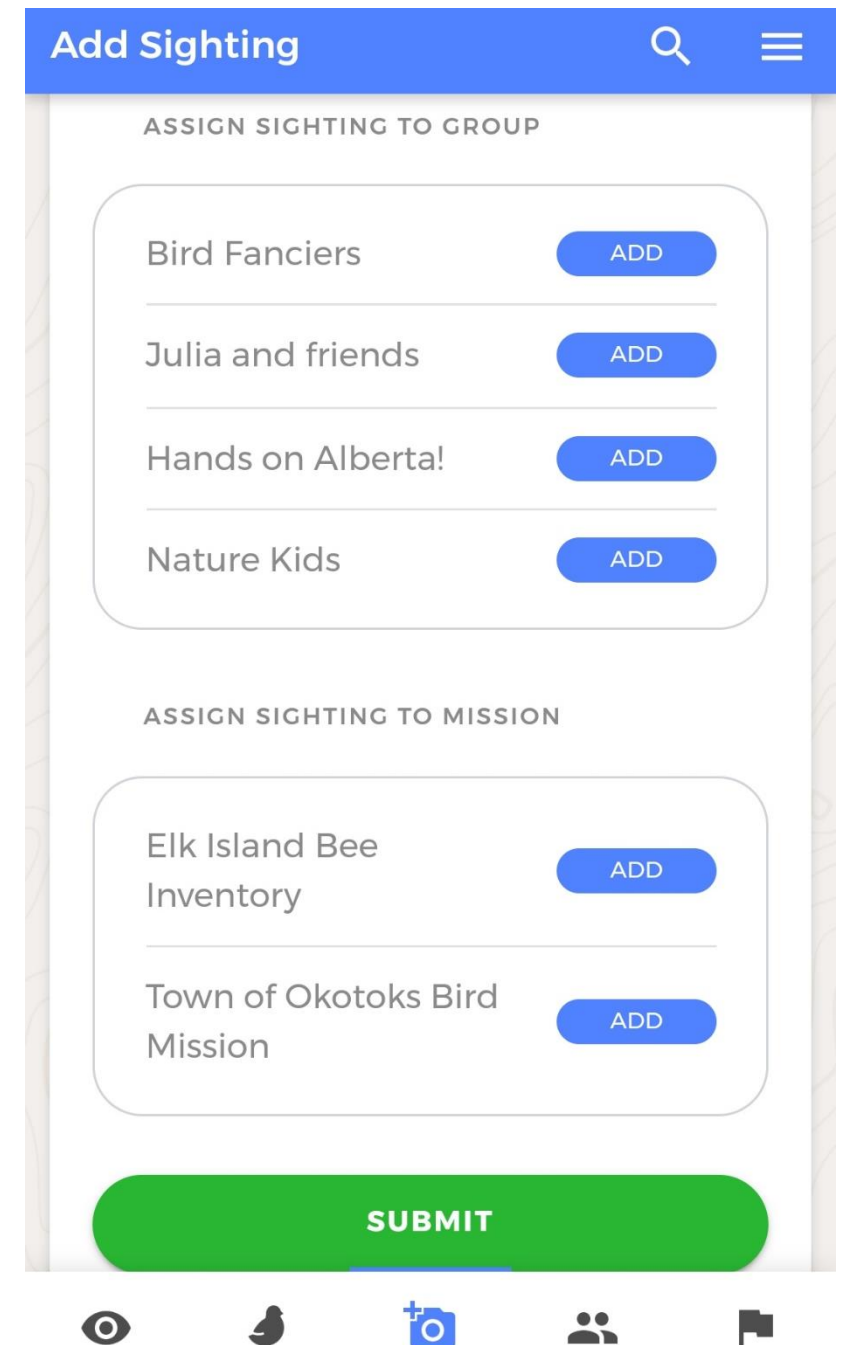 Add Sighting
ASSIGN SIGHTING TO GROUP
Bird Fanciers
ADD
Julia and friends
ADD
Hands on Alberta!
ADD
Nature Kids
ADD
ASSIGN SIGHTING TO MISSION
Elk Island Bee
Inventory
ADD
Town of Okotoks Bird
Mission
ADD
SUBMIT